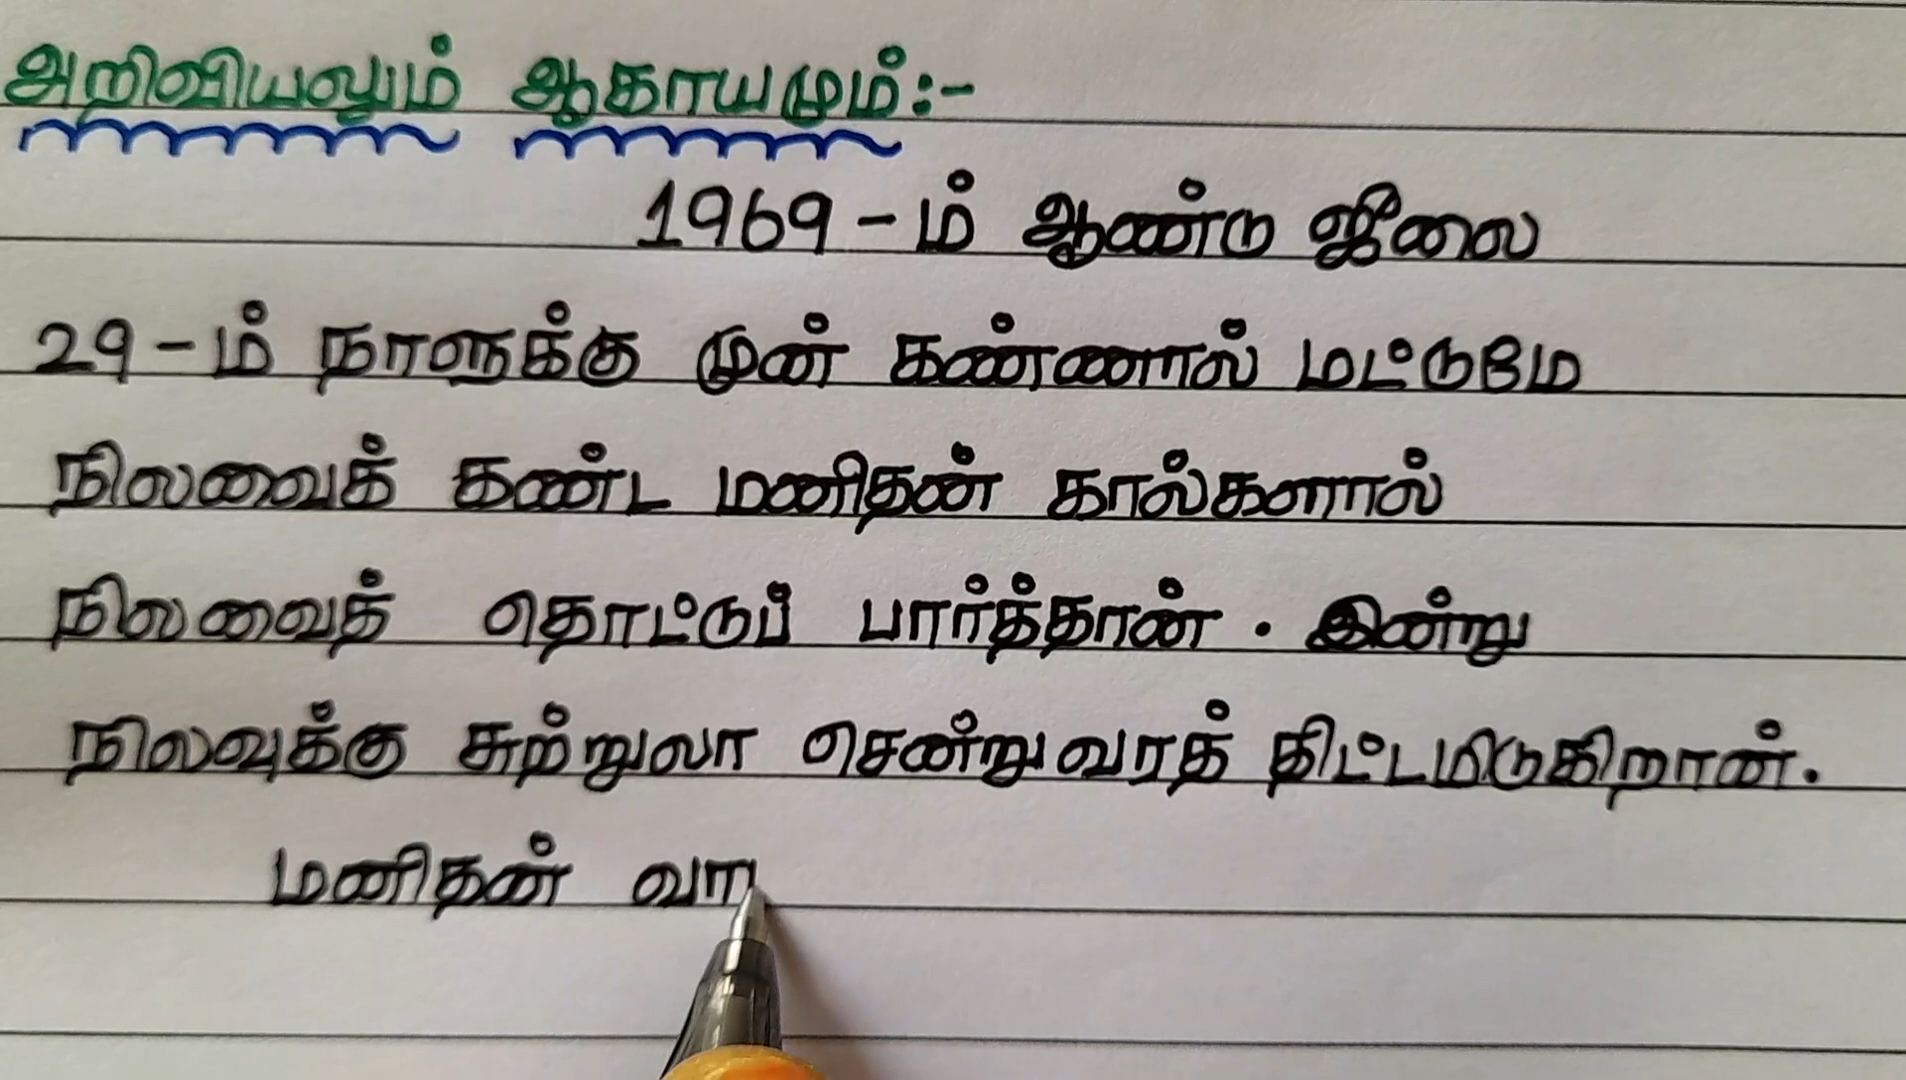 அறிவியலும் ஆகாயமும்:-
1969-ம் ஆண்டு ஜீலை
29-ம் நாளுக்கு முன் கண்ணால் மட்டுமே
நிலவைக் கண்ட மனிதன் கால்களால்
நிலவைத் தொட்டுப் பார்த்தான். இன்று
நிலவுக்கு சுற்றுலா சென்றுவரத் திட்டமிடுகிறான்.
மனிதன் வா